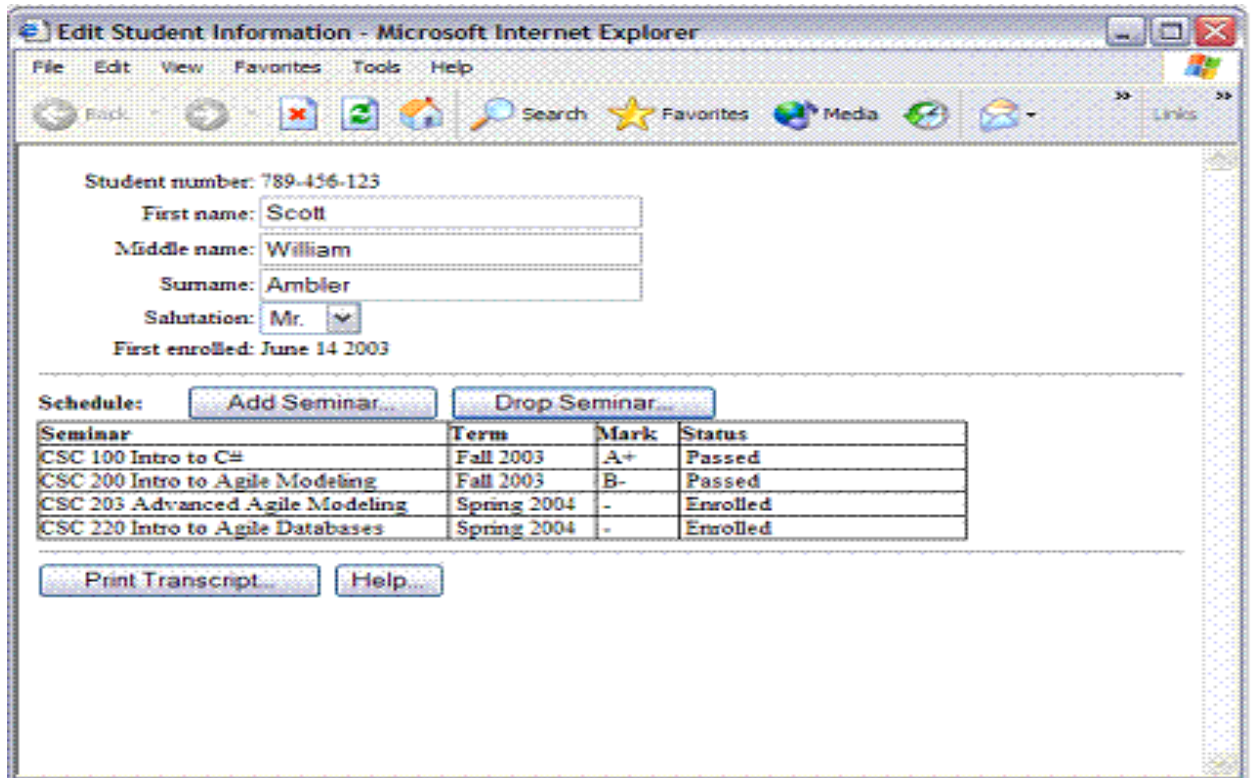 Edit Student Information - Microsoft Internet Explorer
File Edit View Favorites Tools Help
Back Search Favorites Media » Links »
Student number: 789-456-123
First name: Scott
Middle name: William
Surname: Ambler
Salutation: Mr.
First enrolled: June 14 2003
Schedule: Add Seminar... Drop Seminar...
Seminar Term Mark Status
CSC 100 Intro to C# Fall 2003 A+ Passed
CSC 200 Intro to Agile Modeling Fall 2003 B- Passed
CSC 203 Advanced Agile Modeling Spring 2004 - Enrolled
CSC 220 Intro to Agile Databases Spring 2004 - Enrolled
Print Transcript... Help...